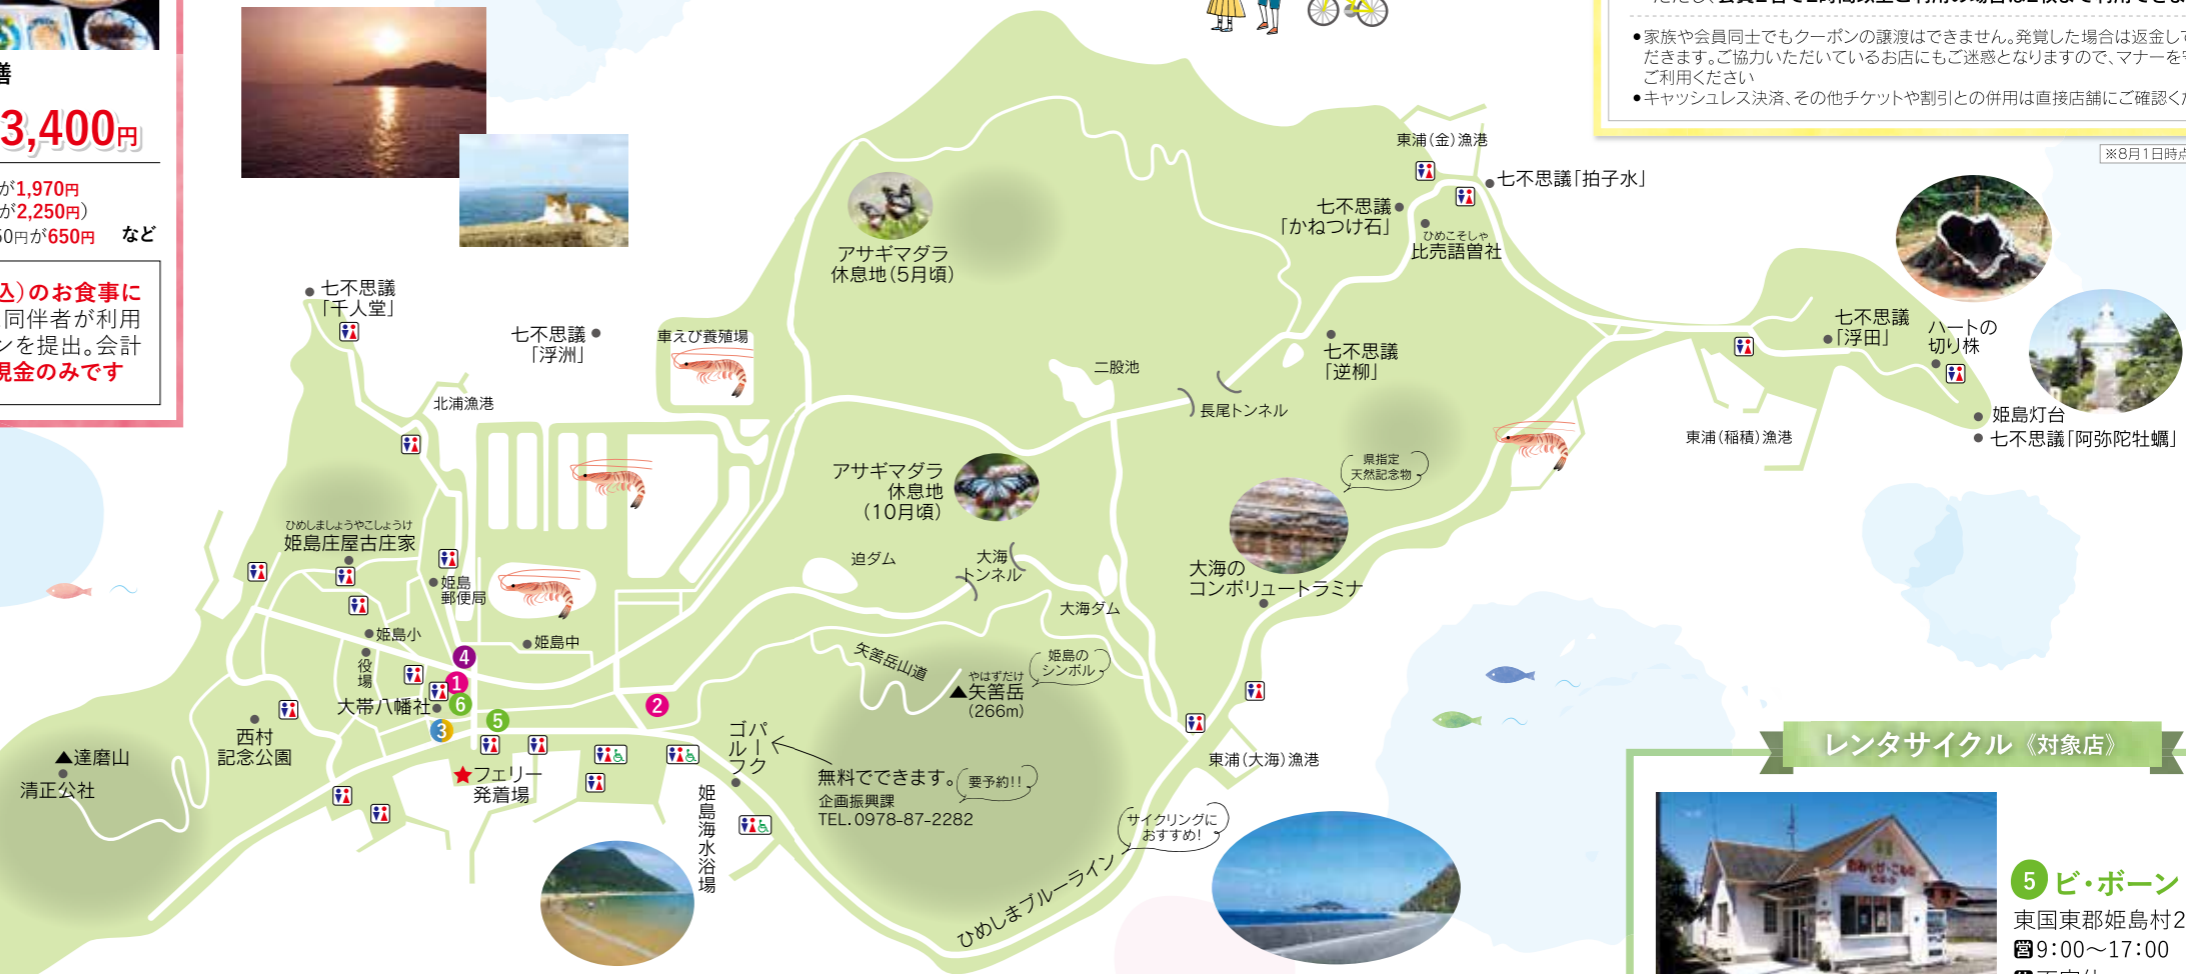 膳
3,400円
が1,970円
が2,250円)
50円が650円 など
込)のお食事に
同伴者が利用
ンを提出。会計
現金のみです
●家族や会員同士でもクーポンの譲渡はできません。発覚した場合は返金して
だきます。ご協力いただいているお店にもご迷惑となりますので、マナーを
ご利用ください
●キャッシュレス決済、その他チケットや割引との併用は直接店舗にご確認くだ
※8月1日時点
東浦(金)漁港
七不思議「拍子水」
七不思議
「かねつけ石」
ひめこそしゃ
比売語曽社
アサギマダラ
休息地(5月頃)
七不思議
「千人堂」
七不思議
「浮洲」
車えび養殖場
北浦漁港
二股池
長尾トンネル
七不思議
「逆柳」
七不思議
「浮田」
ハートの
切り株
姫島灯台
七不思議「阿弥陀牡蠣」
東浦(稲積)漁港
県指定
天然記念物
アサギマダラ
休息地
(10月頃)
ひめしましょうやこしょうけ
姫島庄屋古庄家
姫島
郵便局
迫ダム
大海
トンネル
大海ダム
大海の
コンボリュートラミナ
姫島小
姫島中
役場
4
1
6
大帯八幡社
3
5
2
矢筈岳山道
やはずだけ
▲矢筈岳
(266m)
姫島の
シンボル
西村
記念公園
▲達磨山
清正公社
★フェリー
発着場
パーク
ゴルフ
無料でできます。
要予約!!
企画振興課
TEL.0978-87-2282
姫島海水浴場
東浦(大海)漁港
サイクリングに
おすすめ!
ひめしまブルーライン
レンタサイクル《対象店》
5 ビ・ボーン
東国東郡姫島村2
営9:00〜17:00